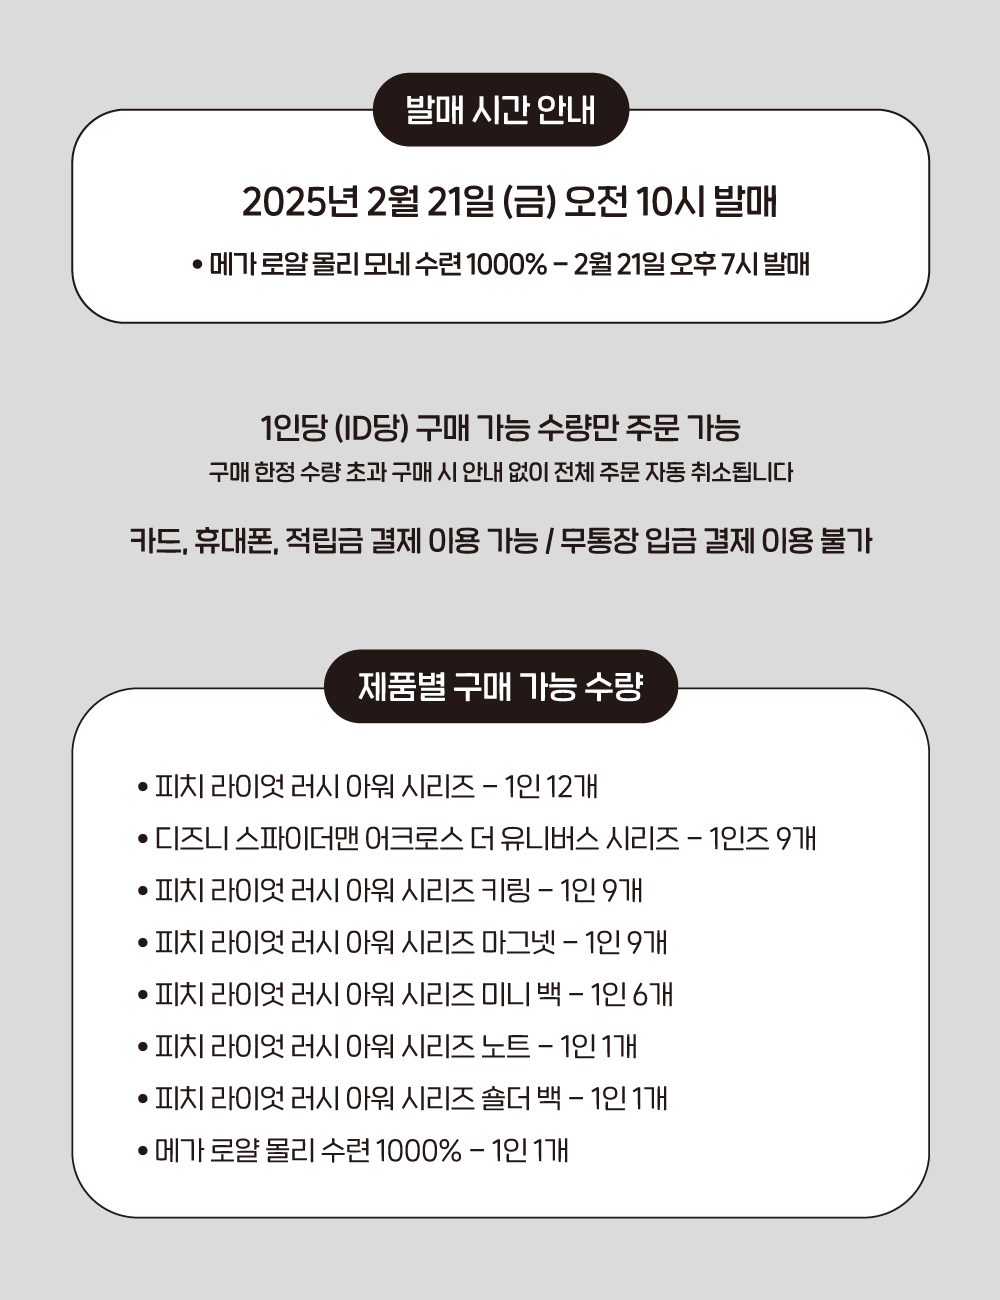 발매 시간 안내
2025년 2월 21일 (금) 오전 10시 발매
• 메가 로얄 몰리 모네 수련 1000% – 2월 21일 오후 7시 발매
1인당 (ID당) 구매 가능 수량만 주문 가능
구매 한정 수량 초과 구매 시 안내 없이 전체 주문 자동 취소됩니다
카드, 휴대폰, 적립금 결제 이용 가능 / 무통장 입금 결제 이용 불가
제품별 구매 가능 수량
• 피치 라이엇 러시 아워 시리즈 – 1인 12개
• 디즈니 스파이더맨 어크로스 더 유니버스 시리즈 – 1인즈 9개
• 피치 라이엇 러시 아워 시리즈 키링 – 1인 9개
• 피치 라이엇 러시 아워 시리즈 마그넷 – 1인 9개
• 피치 라이엇 러시 아워 시리즈 미니 백 – 1인 6개
• 피치 라이엇 러시 아워 시리즈 노트 – 1인 1개
• 피치 라이엇 러시 아워 시리즈 숄더 백 – 1인 1개
• 메가 로얄 몰리 수련 1000% – 1인 1개